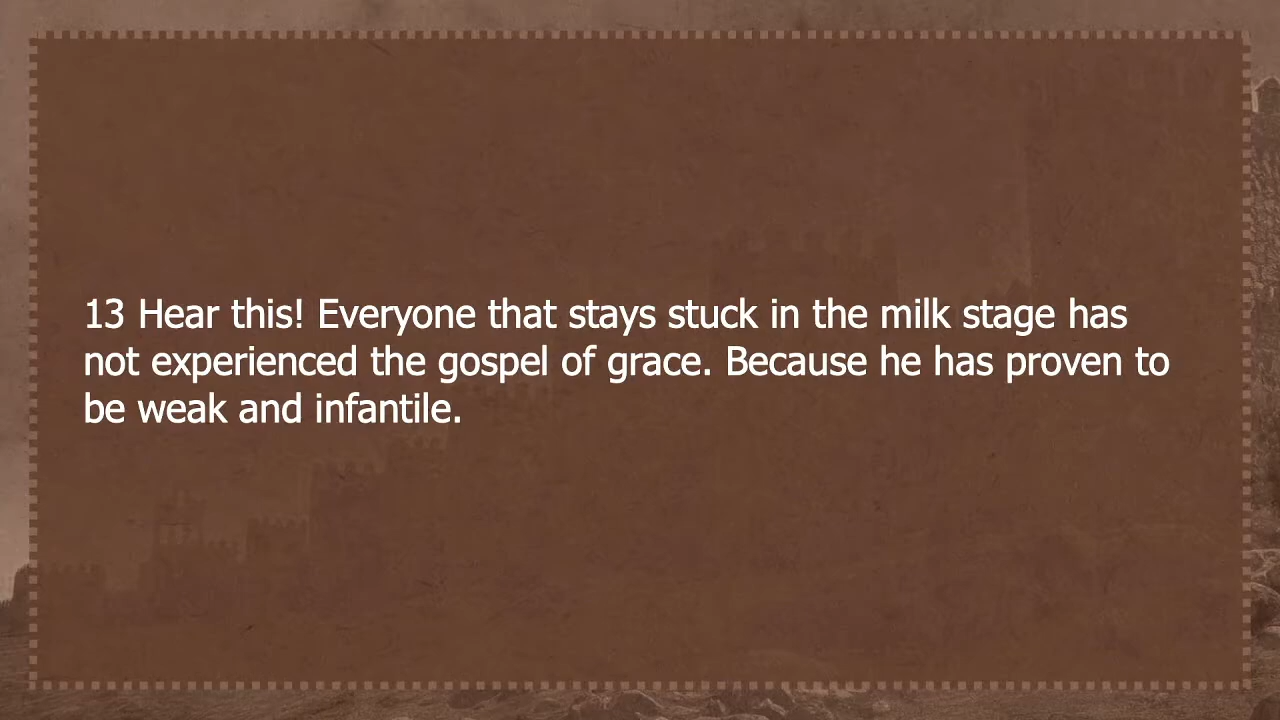 13 Hear this! Everyone that stays stuck in the milk stage has
not experienced the gospel of grace. Because he has proven to
be weak and infantile.